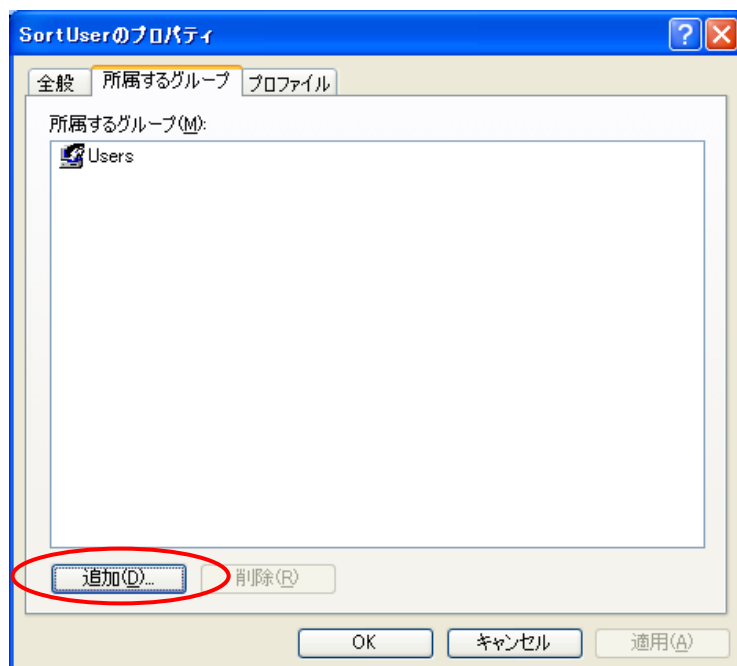 SortUserのプロパティ
全般 所属するグループ プロファイル
所属するグループ(M):
Users
追加(D)... 削除(R)
OK キャンセル 適用(A)